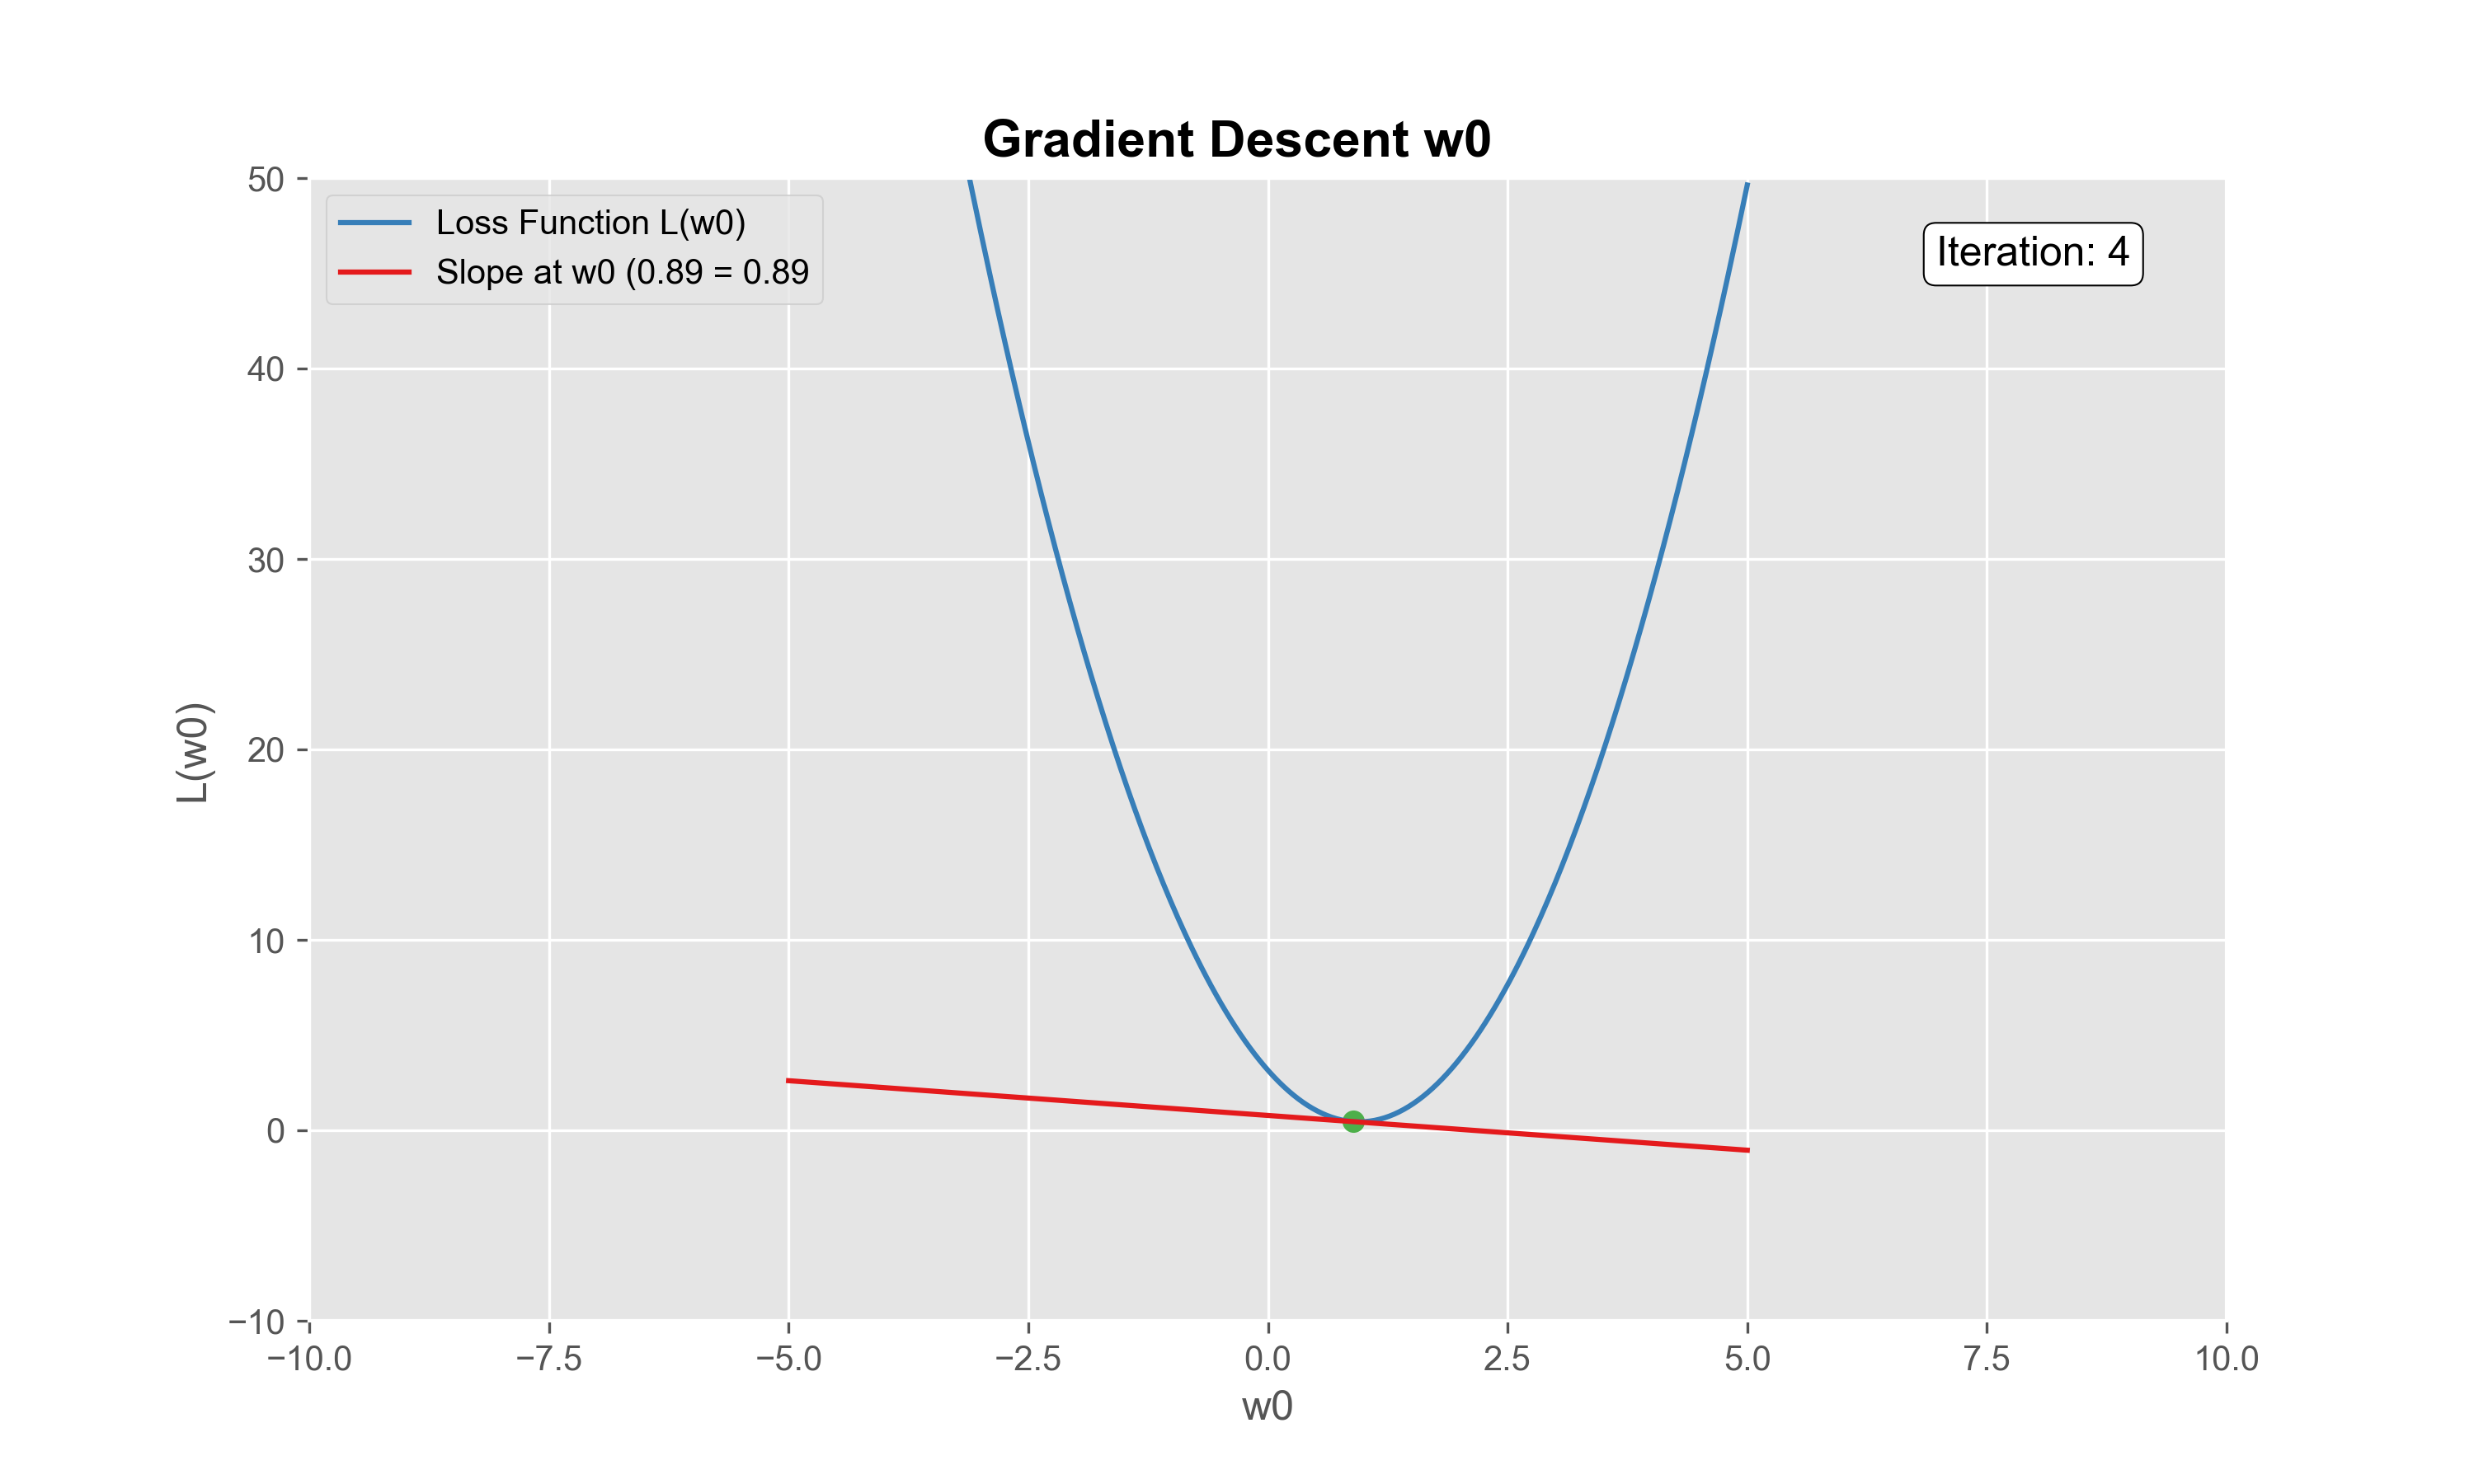 Gradient Descent w0
Loss Function L(w0)
Slope at w0 (0.89 = 0.89
Iteration: 4
50
40
30
20
10
0
−10
L(w0)
−10.0
−7.5
−5.0
−2.5
0.0
2.5
5.0
7.5
10.0
w0